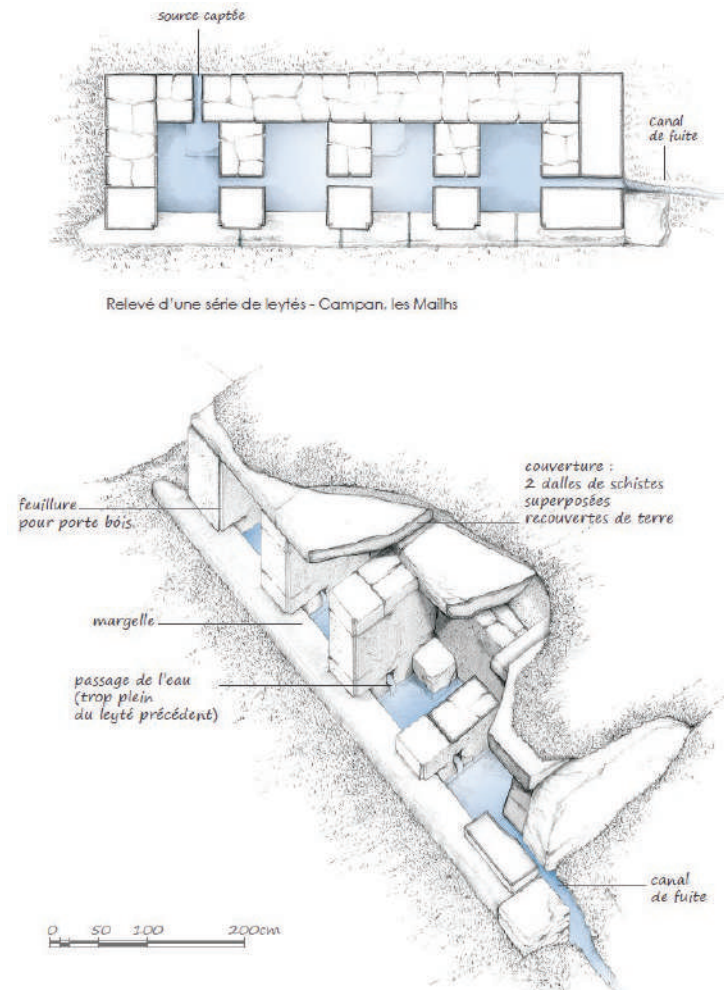 source captée
canal
de fuite
Relevé d'une série de leytés - Campan, les Mailhs
couverture :
2 dalles de schistes
superposées
recouvertes de terre
feuillure
pour porte bois
margelle
passage de l'eau
(trop plein
du leyté précédent)
canal
de fuite
0 50 100 200cm